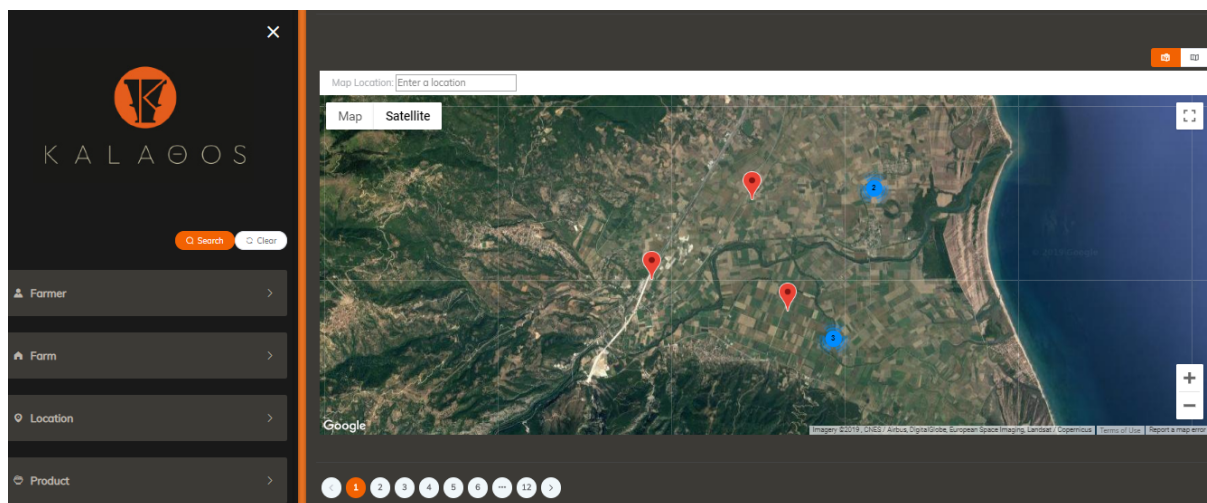 KALAΘOS
Search
Clear
Farmer
Farm
Location
Product
Map Location: Enter a location
Map
Satellite
2
3
Google
Imagery ©2019 , CNES / Airbus, DigitalGlobe, European Space Imaging, Landsat / Copernicus
Terms of Use
Report a map error
1 2 3 4 5 6 ••• 12